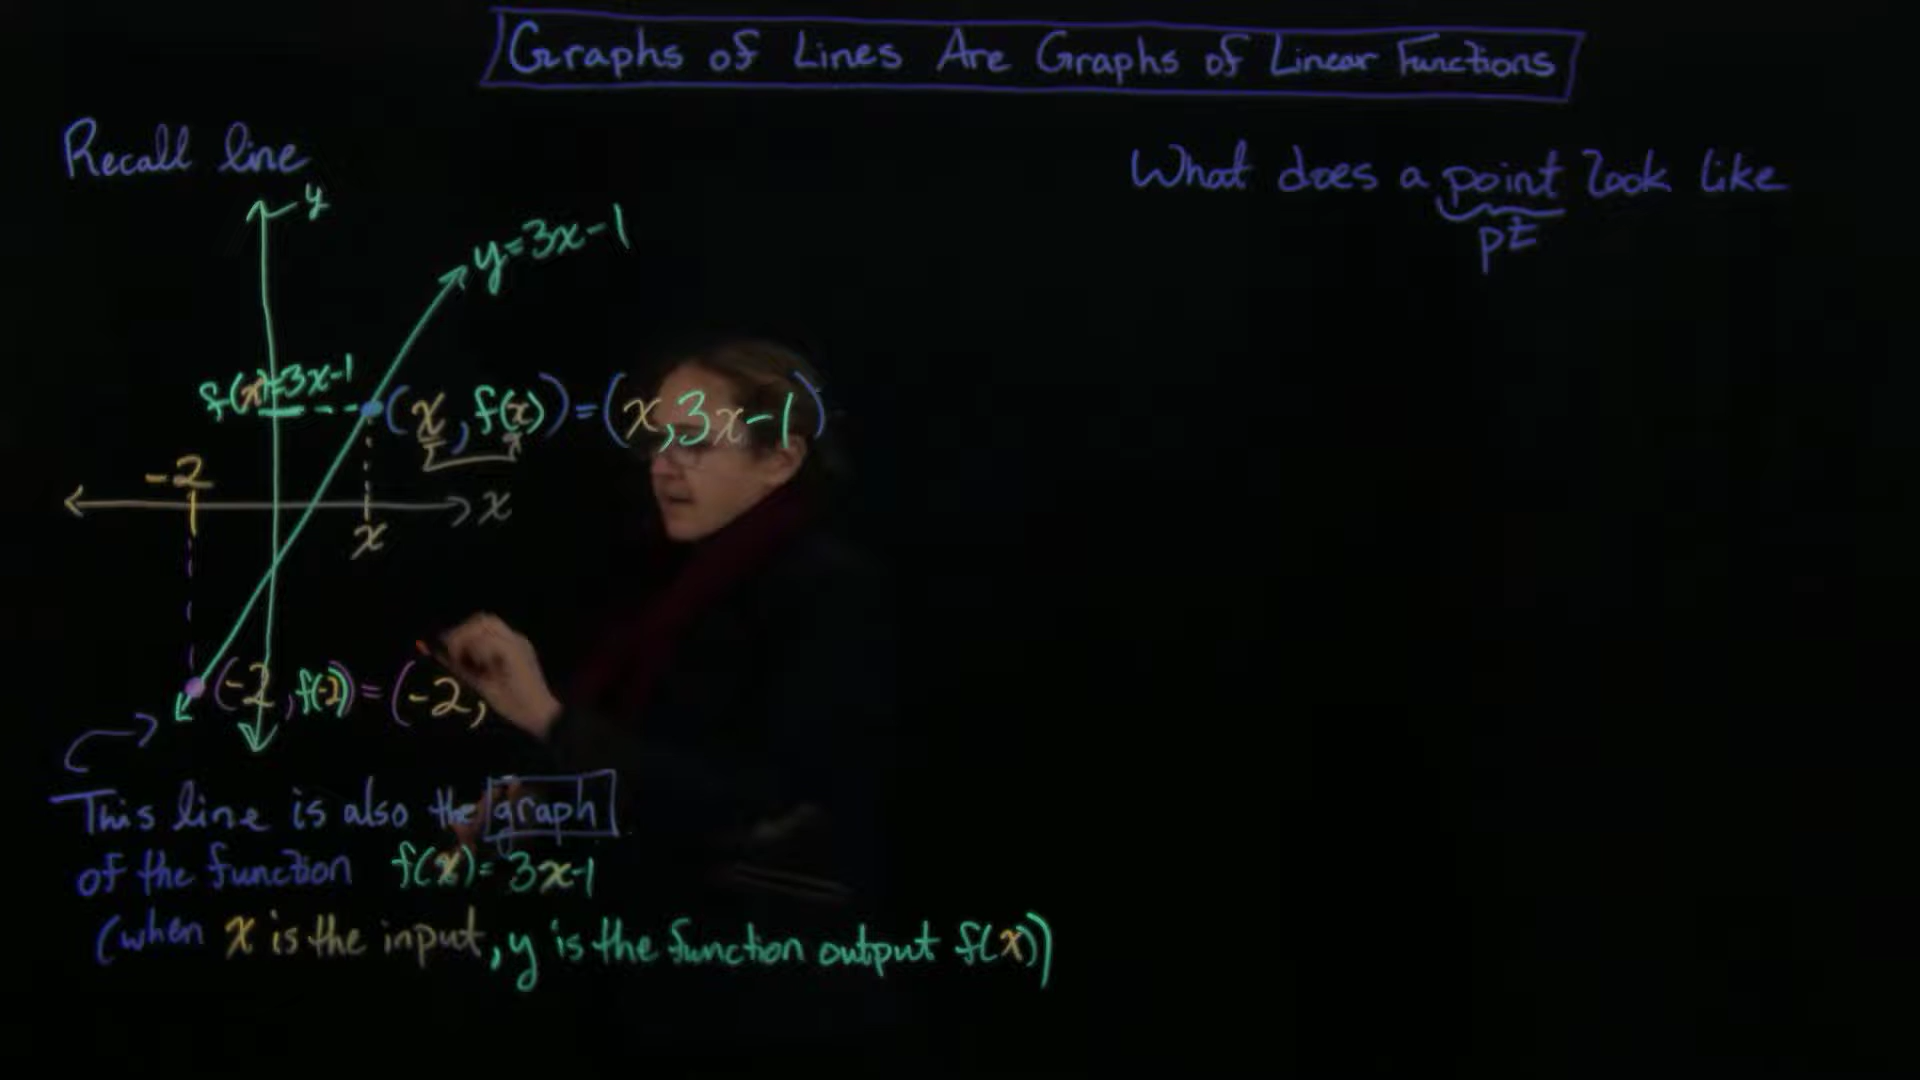 Graphs of Lines Are Graphs of Linear Functions
Recall line
What does a point look like
pt
y
y=3x-1
f(x)=3x-1
(x, f(x)) = (x, 3x-1)
-2
x
x
(-2, f(-2)) = (-2,
This line is also the graph
of the function f(x)= 3x-1
(when x is the input, y is the function output f(x))